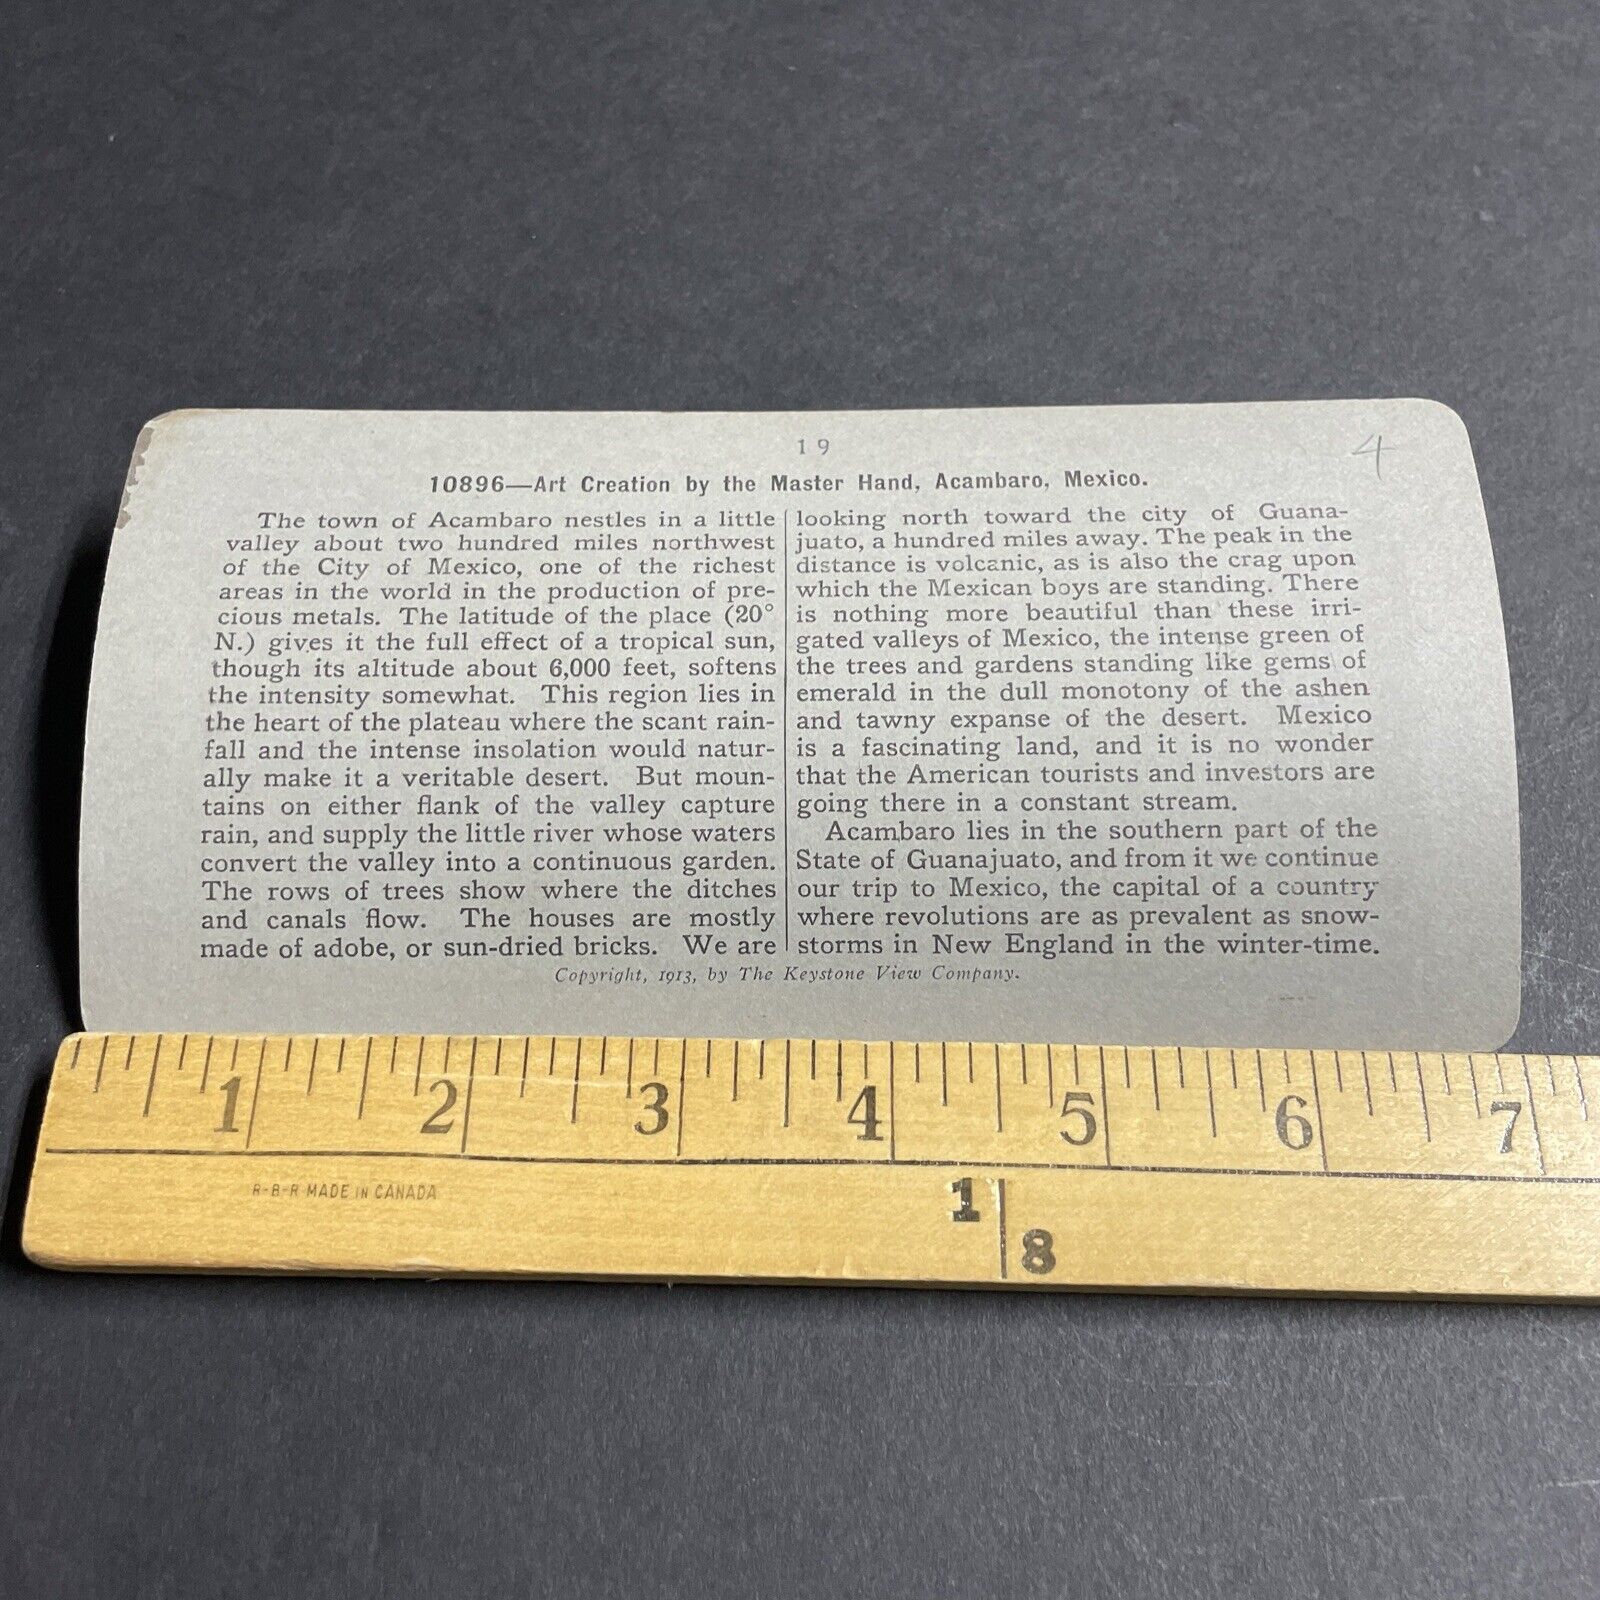 19
4
10896—Art Creation by the Master Hand, Acambaro, Mexico.
The town of Acambaro nestles in a little
valley about two hundred miles northwest
of the City of Mexico, one of the richest
areas in the world in the production of pre-
cious metals. The latitude of the place (20°
N.) gives it the full effect of a tropical sun,
though its altitude about 6,000 feet, softens
the intensity somewhat. This region lies in
the heart of the plateau where the scant rain-
fall and the intense insolation would natur-
ally make it a veritable desert. But moun-
tains on either flank of the valley capture
rain, and supply the little river whose waters
convert the valley into a continuous garden.
The rows of trees show where the ditches
and canals flow. The houses are mostly
made of adobe, or sun-dried bricks. We are
looking north toward the city of Guana-
juato, a hundred miles away. The peak in the
distance is volcanic, as is also the crag upon
which the Mexican boys are standing. There
is nothing more beautiful than these irri-
gated valleys of Mexico, the intense green of
the trees and gardens standing like gems of
emerald in the dull monotony of the ashen
and tawny expanse of the desert. Mexico
is a fascinating land, and it is no wonder
that the American tourists and investors are
going there in a constant stream.
Acambaro lies in the southern part of the
State of Guanajuato, and from it we continue
our trip to Mexico, the capital of a country
where revolutions are as prevalent as snow-
storms in New England in the winter-time.
Copyright, 1913, by The Keystone View Company.
1 2 3 4 5 6 7
R-B-R MADE IN CANADA
1
8